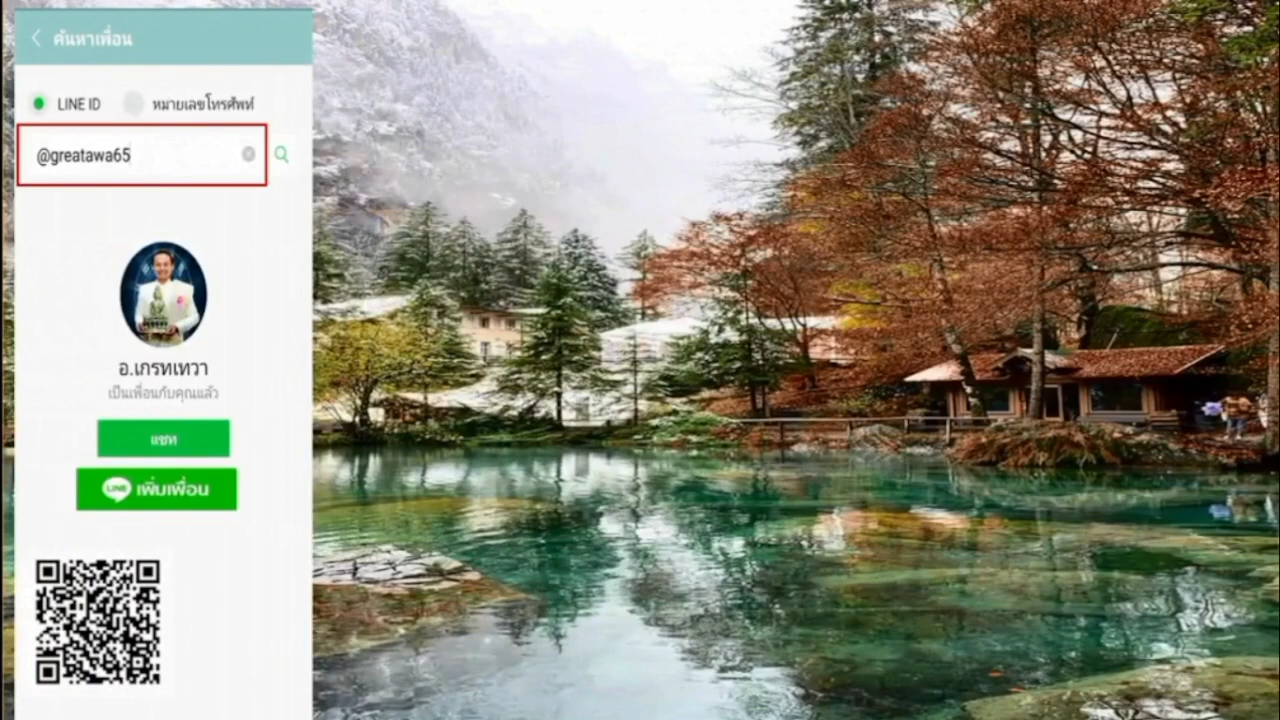 ค้นหาเพื่อน
LINE ID หมายเลขโทรศัพท์
@greatawa65
อ.เกรทเทวา
เป็นเพื่อนกับคุณแล้ว
แชท
LINE เพิ่มเพื่อน